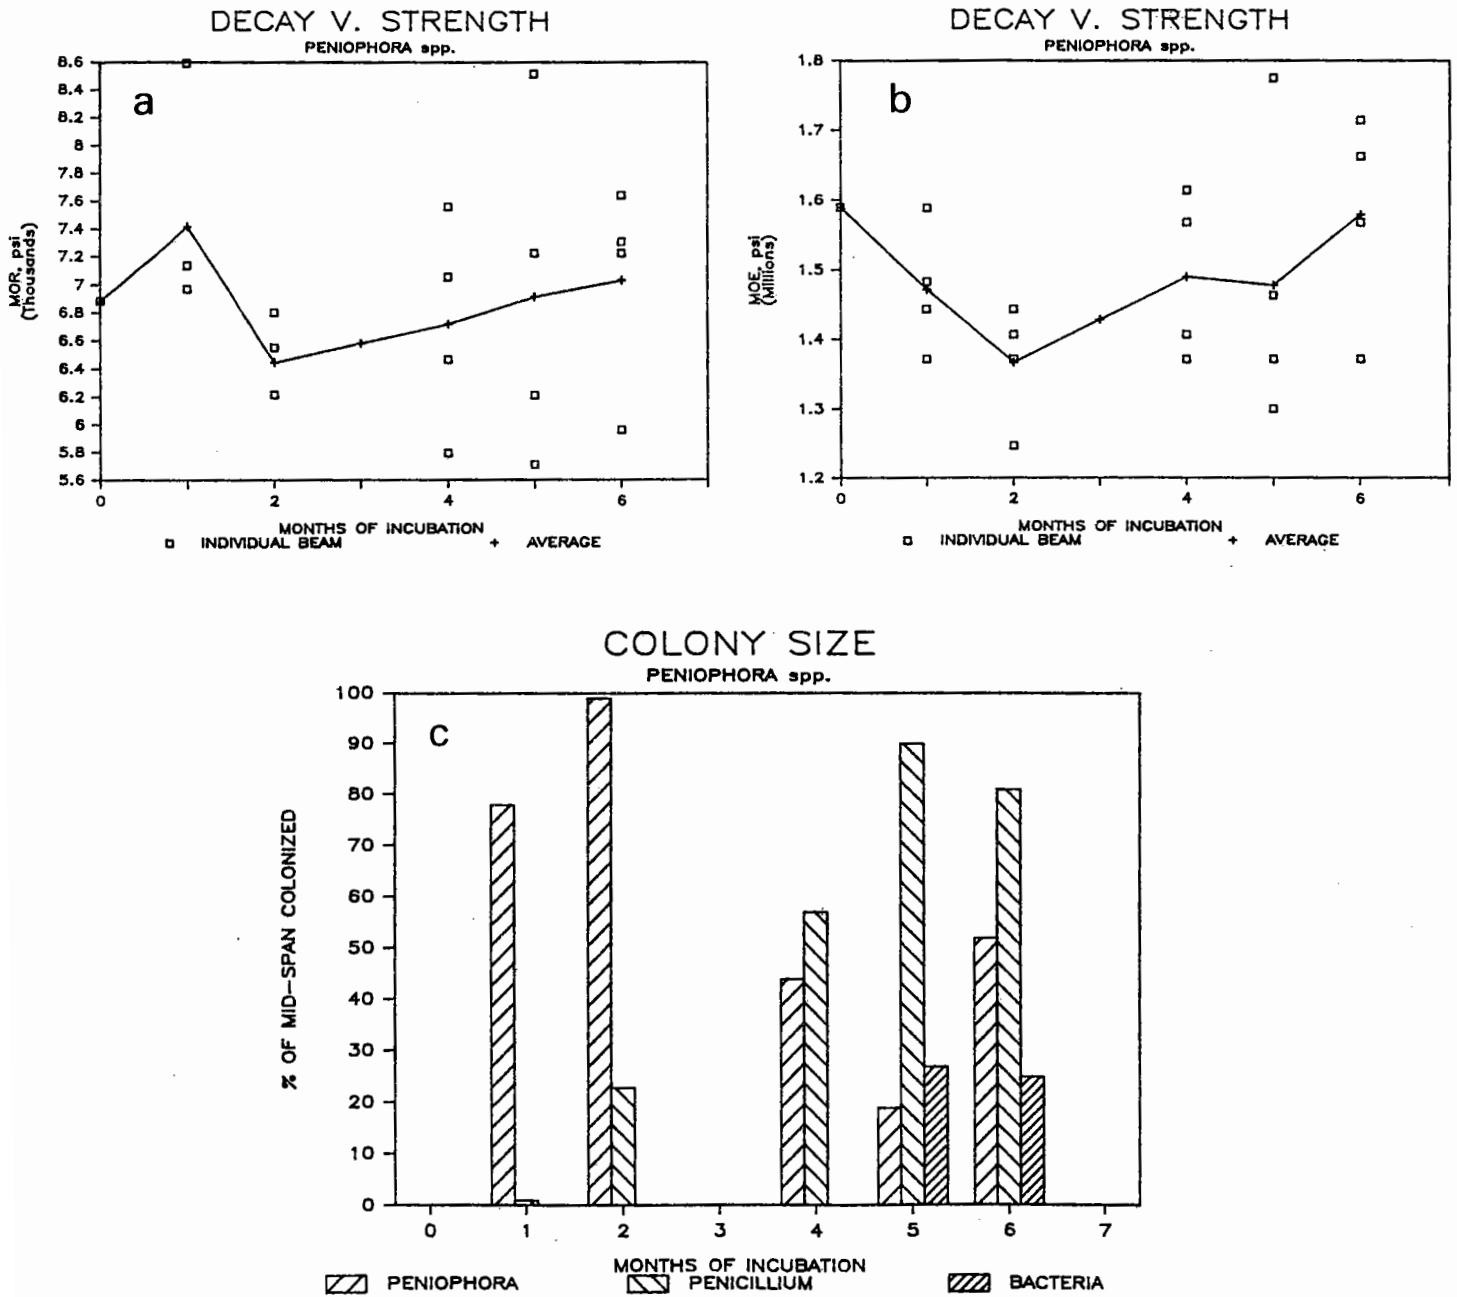 DECAY V. STRENGTH
PENIOPHORA spp.
a
8.6
8.4
8.2
8
7.8
7.6
7.4
7.2
7
6.8
6.6
6.4
6.2
6
5.8
5.6
MOR, psi
(Thousands)
0 2 4 6
MONTHS OF INCUBATION
INDIVIDUAL BEAM + AVERAGE
DECAY V. STRENGTH
PENIOPHORA spp.
b
1.8
1.7
1.6
1.5
1.4
1.3
1.2
MOE, psi
(Millions)
0 2 4 6
MONTHS OF INCUBATION
INDIVIDUAL BEAM + AVERAGE
COLONY SIZE
PENIOPHORA spp.
c
100
90
80
70
60
50
40
30
20
10
0
% OF MID-SPAN COLONIZED
0 1 2 3 4 5 6 7
MONTHS OF INCUBATION
PENIOPHORA PENICILLIUM BACTERIA